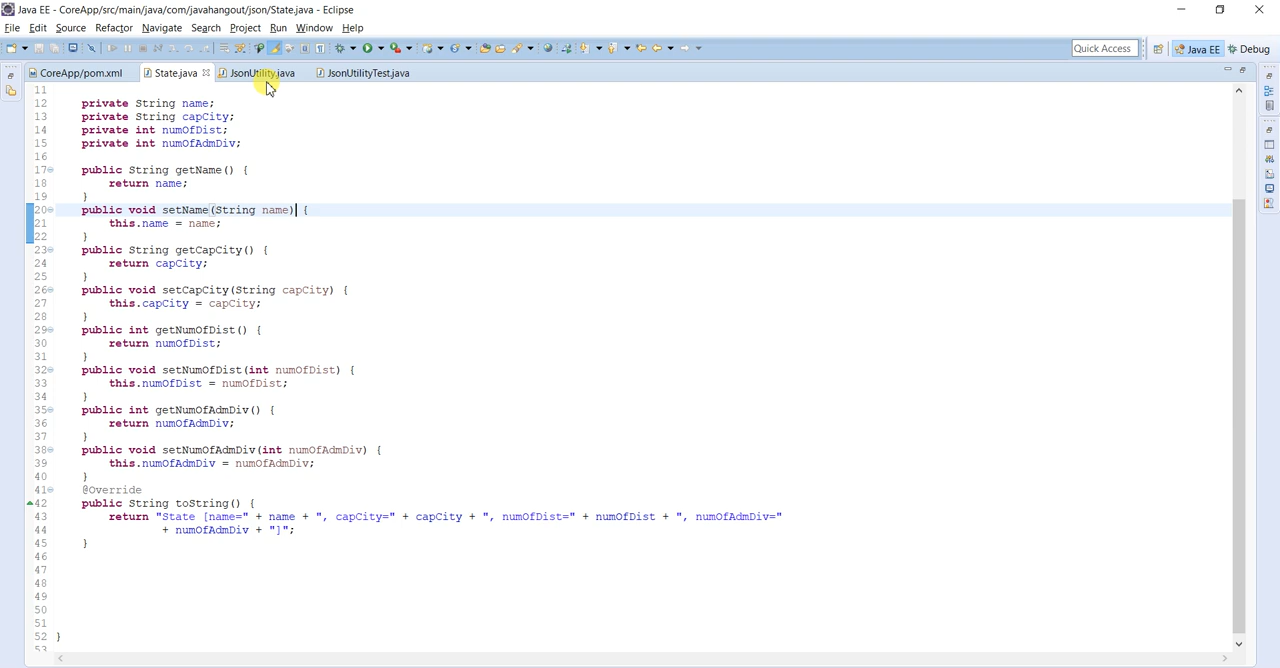 Java EE - CoreApp/src/main/java/com/javahangout/json/State.java - Eclipse
File Edit Source Refactor Navigate Search Project Run Window Help
Quick Access Java EE Debug
CoreApp/pom.xml State.java JsonUtility.java JsonUtilityTest.java
11
12 private String name;
13 private String capCity;
14 private int numOfDist;
15 private int numOfAdmDiv;
16
17 public String getName() {
18 return name;
19 }
20 public void setName(String name) {
21 this.name = name;
22 }
23 public String getCapCity() {
24 return capCity;
25 }
26 public void setCapCity(String capCity) {
27 this.capCity = capCity;
28 }
29 public int getNumOfDist() {
30 return numOfDist;
31 }
32 public void setNumOfDist(int numOfDist) {
33 this.numOfDist = numOfDist;
34 }
35 public int getNumOfAdmDiv() {
36 return numOfAdmDiv;
37 }
38 public void setNumOfAdmDiv(int numOfAdmDiv) {
39 this.numOfAdmDiv = numOfAdmDiv;
40 }
41 @Override
42 public String toString() {
43 return "State [name=" + name + ", capCity=" + capCity + ", numOfDist=" + numOfDist + ", numOfAdmDiv="
44 + numOfAdmDiv + "]";
45 }
46
47
48
49
50
51
52 }
53